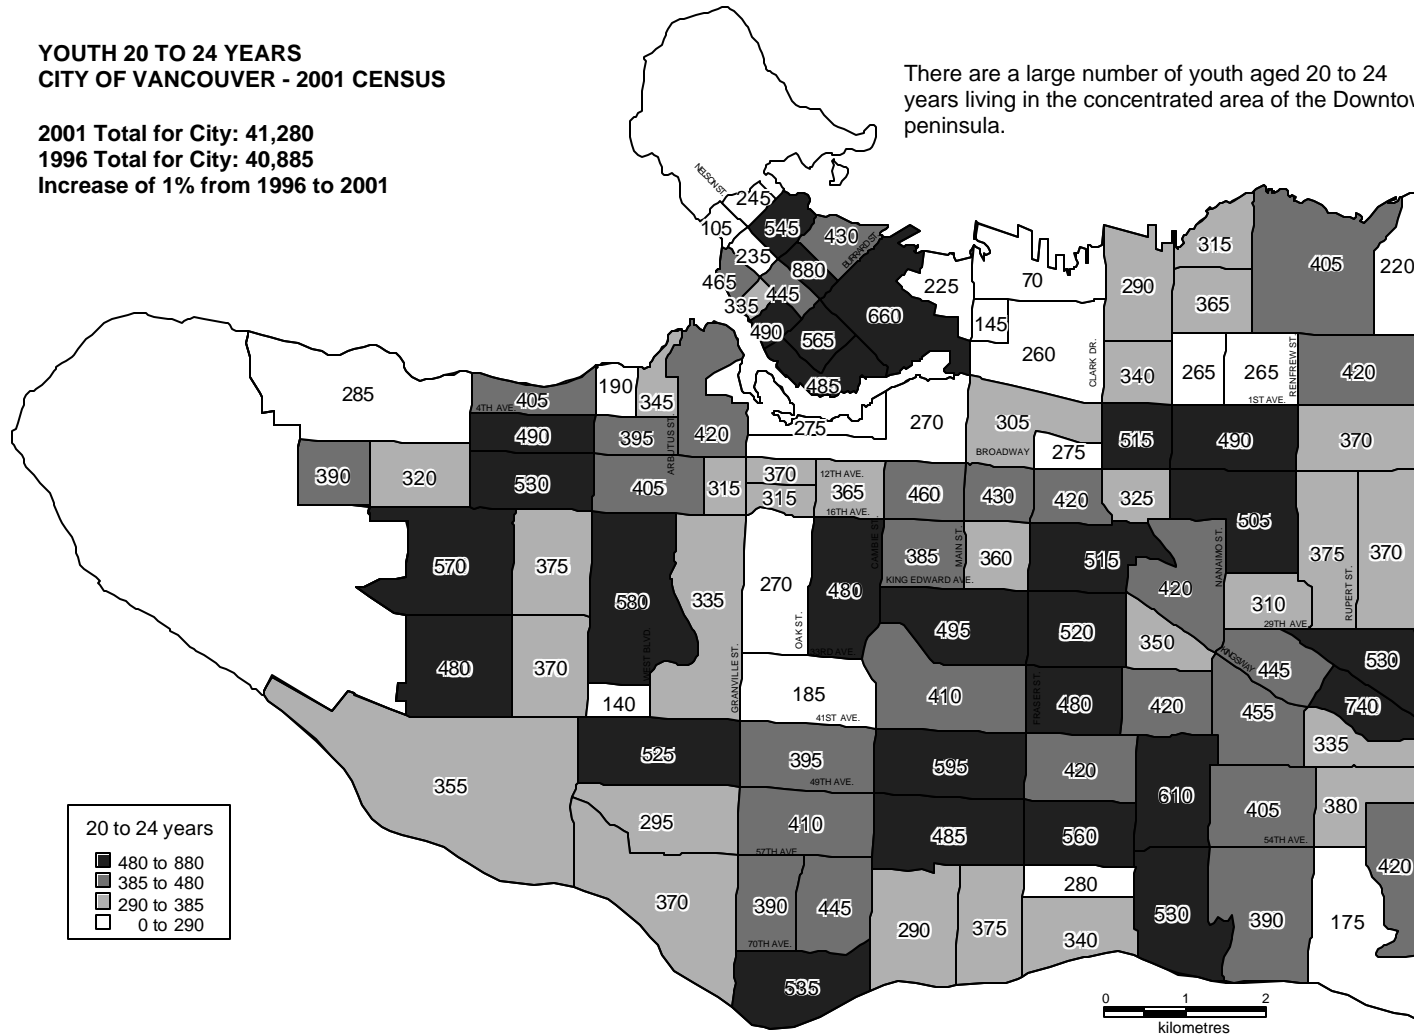 YOUTH 20 TO 24 YEARS
CITY OF VANCOUVER - 2001 CENSUS
2001 Total for City: 41,280
1996 Total for City: 40,885
Increase of 1% from 1996 to 2001
There are a large number of youth aged 20 to 24
years living in the concentrated area of the Downtow
peninsula.
NELSON ST.
245
105
545
430
BURRARD ST.
235
880
465
445
335
660
490
565
485
225
70
145
260
CLARK DR.
290
315
365
405
220
340
265
265
RENFREW ST.
1ST AVE.
420
285
4TH AVE.
405
190
345
490
395
ARBUTUS ST.
420
275
270
305
BROADWAY
275
515
490
370
390
320
530
405
315
370
315
12TH AVE.
365
16TH AVE.
460
430
420
325
505
375
370
570
375
580
335
270
OAK ST.
480
CAMBIE ST.
385
MAIN ST.
KING EDWARD AVE.
360
515
420
NANAIMO ST.
310
29TH AVE.
RUPERT ST.
480
370
WEST BLVD.
140
GRANVILLE ST.
33RD AVE.
185
41ST AVE.
495
520
350
KINGSWAY
445
530
410
FRASER ST.
480
420
455
740
335
355
525
395
49TH AVE.
595
420
610
405
54TH AVE.
380
295
410
57TH AVE.
485
560
420
370
390
445
70TH AVE.
290
375
280
340
530
390
175
535
20 to 24 years
480 to 880
385 to 480
290 to 385
0 to 290
0 1 2
kilometres